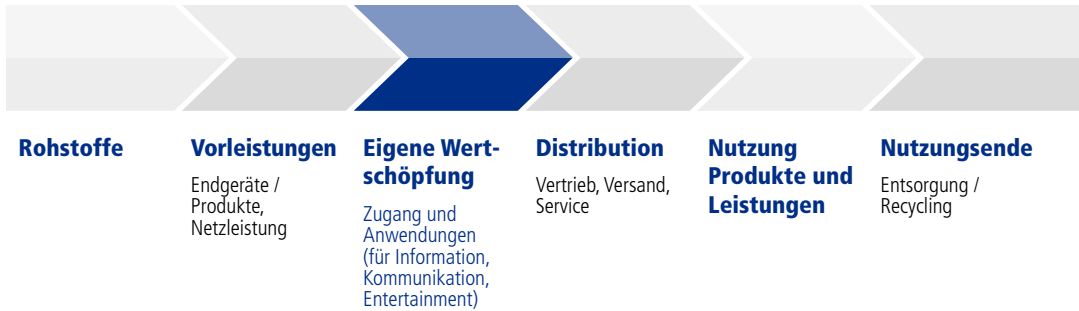 Rohstoffe
Vorleistungen
Endgeräte /
Produkte,
Netzleistung
Eigene Wert-
schöpfung
Zugang und
Anwendungen
(für Information,
Kommunikation,
Entertainment)
Distribution
Vertrieb, Versand,
Service
Nutzung
Produkte und
Leistungen
Nutzungsende
Entsorgung /
Recycling